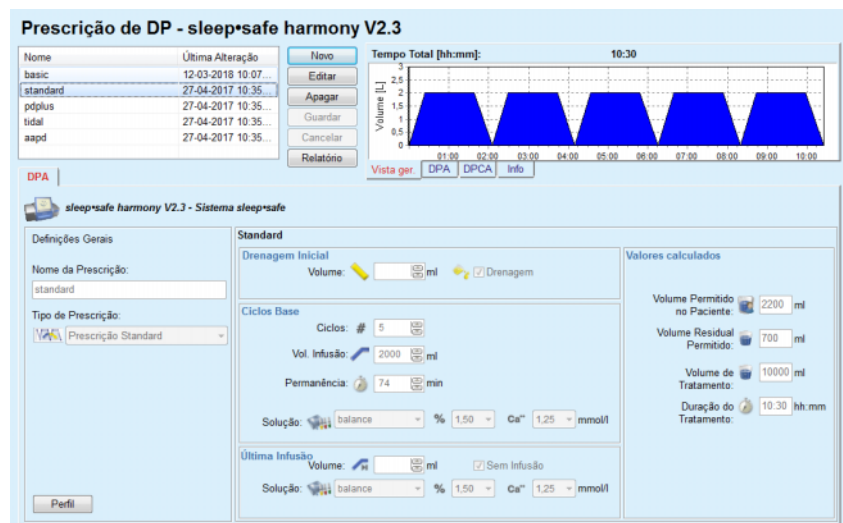 Prescrição de DP - sleep•safe harmony V2.3
Nome Última Alteração
basic 12-03-2018 10:07...
standard 27-04-2017 10:35...
pdplus 27-04-2017 10:35...
tidal 27-04-2017 10:35...
aapd 27-04-2017 10:35...
Novo
Editar
Apagar
Guardar
Cancelar
Relatório
Tempo Total [hh:mm]: 10:30
Volume [L]
3
2,5
2
1,5
1
0,5
0
01:00 02:00 03:00 04:00 05:00 06:00 07:00 08:00 09:00 10:00
Vista ger. DPA DPCA Info
DPA
sleep•safe harmony V2.3 - Sistema sleep•safe
Definições Gerais
Nome da Prescrição:
standard
Tipo de Prescrição:
Prescrição Standard
Perfil
Standard
Drenagem Inicial
Volume: ml Drenagem
Ciclos Base
Ciclos: # 5
Vol. Infusão: 2000 ml
Permanência: 74 min
Solução: balance % 1,50 Ca⁺⁺ 1,25 mmol/l
Última Infusão
Volume: ml Sem Infusão
Solução: balance % 1,50 Ca⁺⁺ 1,25 mmol/l
Valores calculados
Volume Permitido
no Paciente: 2200 ml
Volume Residual
Permitido: 700 ml
Volume de
Tratamento: 10000 ml
Duração do
Tratamento: 10:30 hh:mm